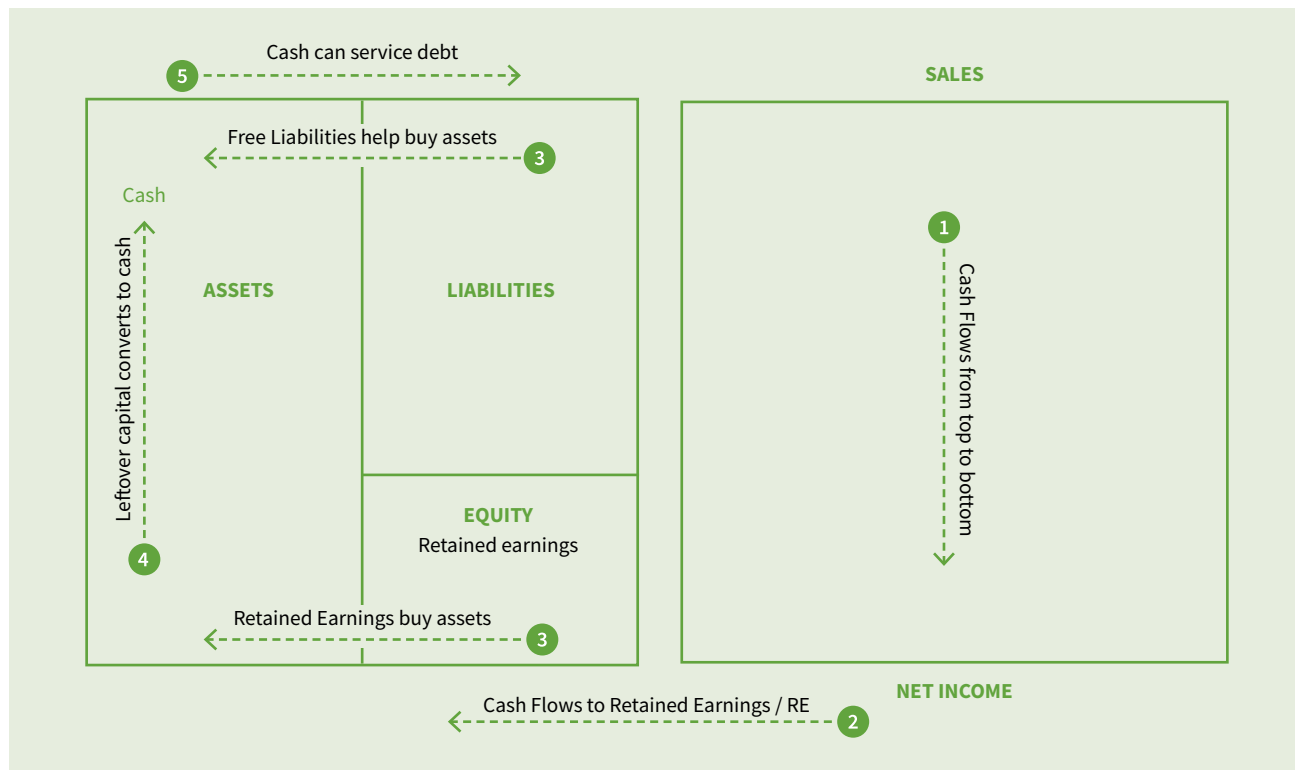 Cash can service debt
5
SALES
Free Liabilities help buy assets
3
Cash
1
Leftover capital converts to cash
Cash Flows from top to bottom
ASSETS
LIABILITIES
EQUITY
Retained earnings
4
Retained Earnings buy assets
3
NET INCOME
Cash Flows to Retained Earnings / RE
2